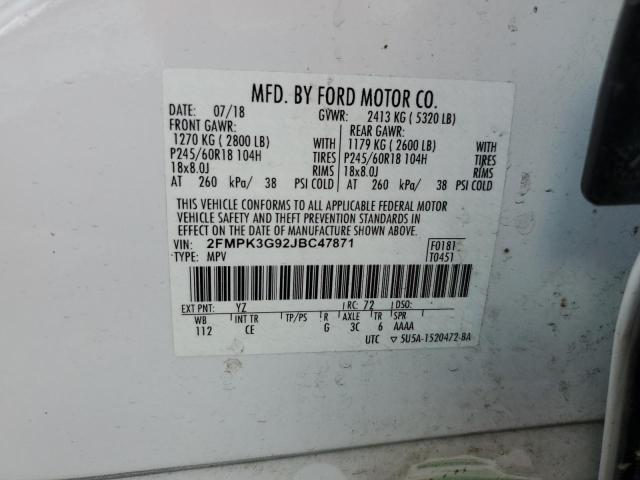 MFD. BY FORD MOTOR CO.
DATE: 07/18 GVWR: 2413 KG ( 5320 LB)
FRONT GAWR: REAR GAWR:
1270 KG ( 2800 LB) 1179 KG ( 2600 LB)
P245/60R18 104H TIRES P245/60R18 104H TIRES
18x8.0J RIMS 18x8.0J RIMS
AT 260 kPa/ 38 PSI COLD AT 260 kPa/ 38 PSI COLD
THIS VEHICLE CONFORMS TO ALL APPLICABLE FEDERAL MOTOR
VEHICLE SAFETY AND THEFT PREVENTION STANDARDS IN
EFFECT ON THE DATE OF MANUFACTURE SHOWN ABOVE.
VIN: 2FMPK3G92JBC47871 F0181
TYPE: MPV T0451
EXT PNT: YZ RC: 72 DSO:
WB INT TR TP/PS R AXLE TR SPR
112 CE G 3C 6 AAAA
UTC ▽ 5U5A-1520472-BA